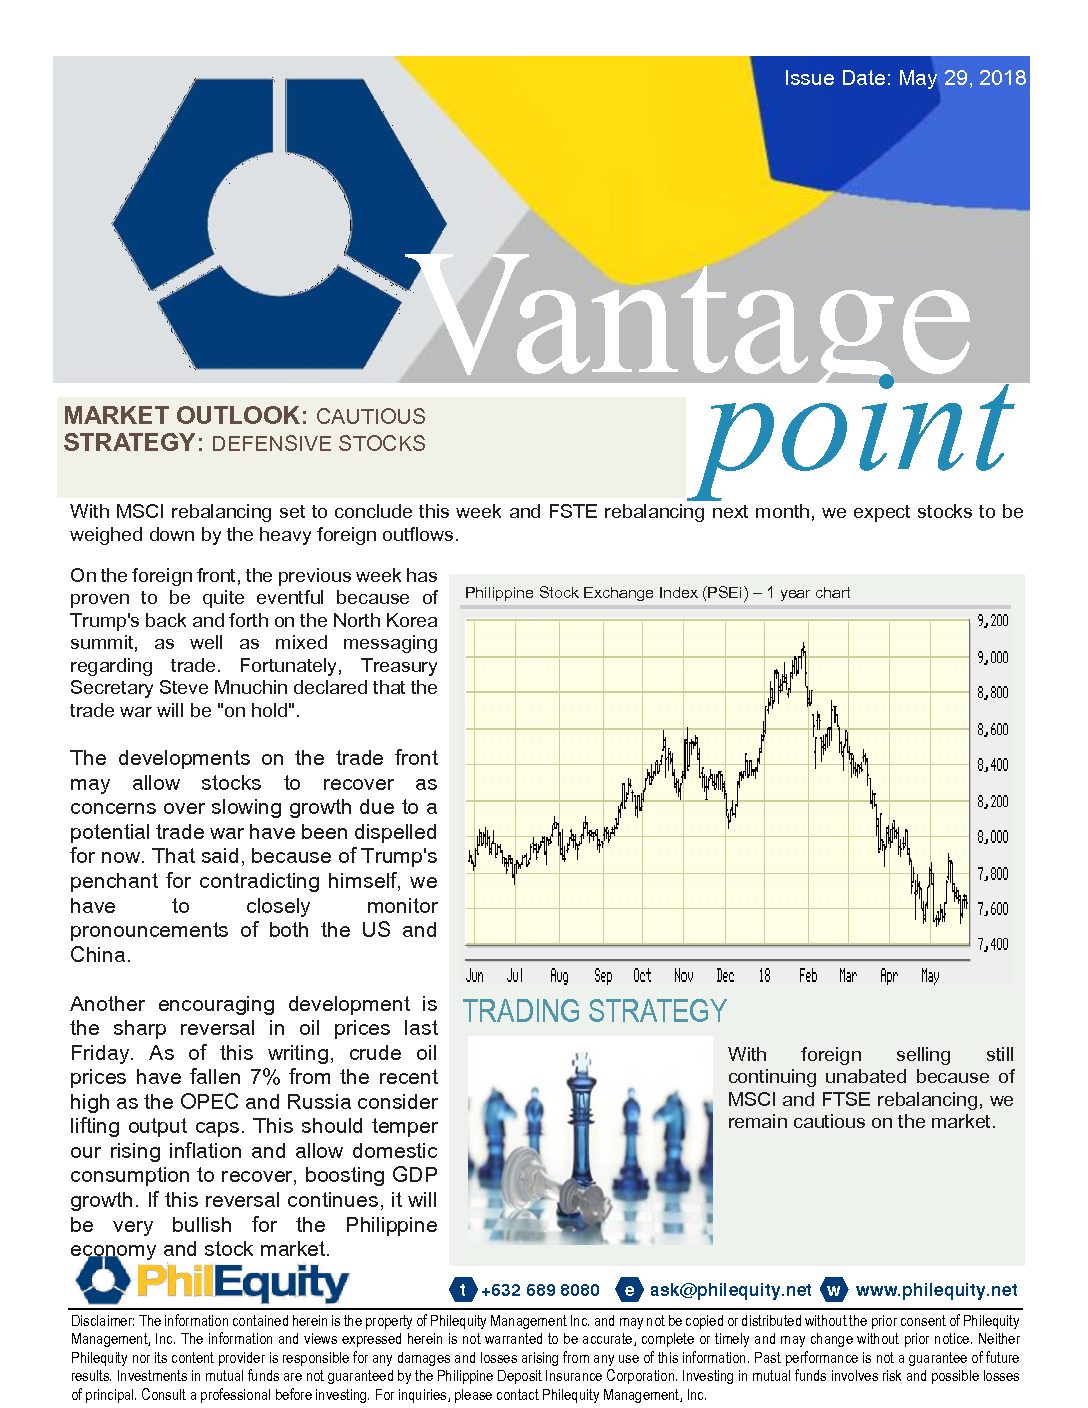 Issue Date: May 29, 2018
Vantage
point
MARKET OUTLOOK: CAUTIOUS
STRATEGY: DEFENSIVE STOCKS
With MSCI rebalancing set to conclude this week and FSTE rebalancing next month, we expect stocks to be
weighed down by the heavy foreign outflows.
On the foreign front, the previous week has
proven to be quite eventful because of
Trump's back and forth on the North Korea
summit, as well as mixed messaging
regarding trade. Fortunately, Treasury
Secretary Steve Mnuchin declared that the
trade war will be "on hold".
The developments on the trade front
may allow stocks to recover as
concerns over slowing growth due to a
potential trade war have been dispelled
for now. That said, because of Trump's
penchant for contradicting himself, we
have to closely monitor
pronouncements of both the US and
China.
Another encouraging development is
the sharp reversal in oil prices last
Friday. As of this writing, crude oil
prices have fallen 7% from the recent
high as the OPEC and Russia consider
lifting output caps. This should temper
our rising inflation and allow domestic
consumption to recover, boosting GDP
growth. If this reversal continues, it will
be very bullish for the Philippine
economy and stock market.
Philippine Stock Exchange Index (PSEi) – 1 year chart
9,200
9,000
8,800
8,600
8,400
8,200
8,000
7,800
7,600
7,400
Jun Jul Aug Sep Oct Nov Dec 18 Feb Mar Apr May
TRADING STRATEGY
With foreign selling still
continuing unabated because of
MSCI and FTSE rebalancing, we
remain cautious on the market.
PhilEquity
t +632 689 8080 e ask@philequity.net w www.philequity.net
Disclaimer: The information contained herein is the property of Philequity Management Inc. and may not be copied or distributed without the prior consent of Philequity
Management, Inc. The information and views expressed herein is not warranted to be accurate, complete or timely and may change without prior notice. Neither
Philequity nor its content provider is responsible for any damages and losses arising from any use of this information. Past performance is not a guarantee of future
results. Investments in mutual funds are not guaranteed by the Philippine Deposit Insurance Corporation. Investing in mutual funds involves risk and possible losses
of principal. Consult a professional before investing. For inquiries, please contact Philequity Management, Inc.